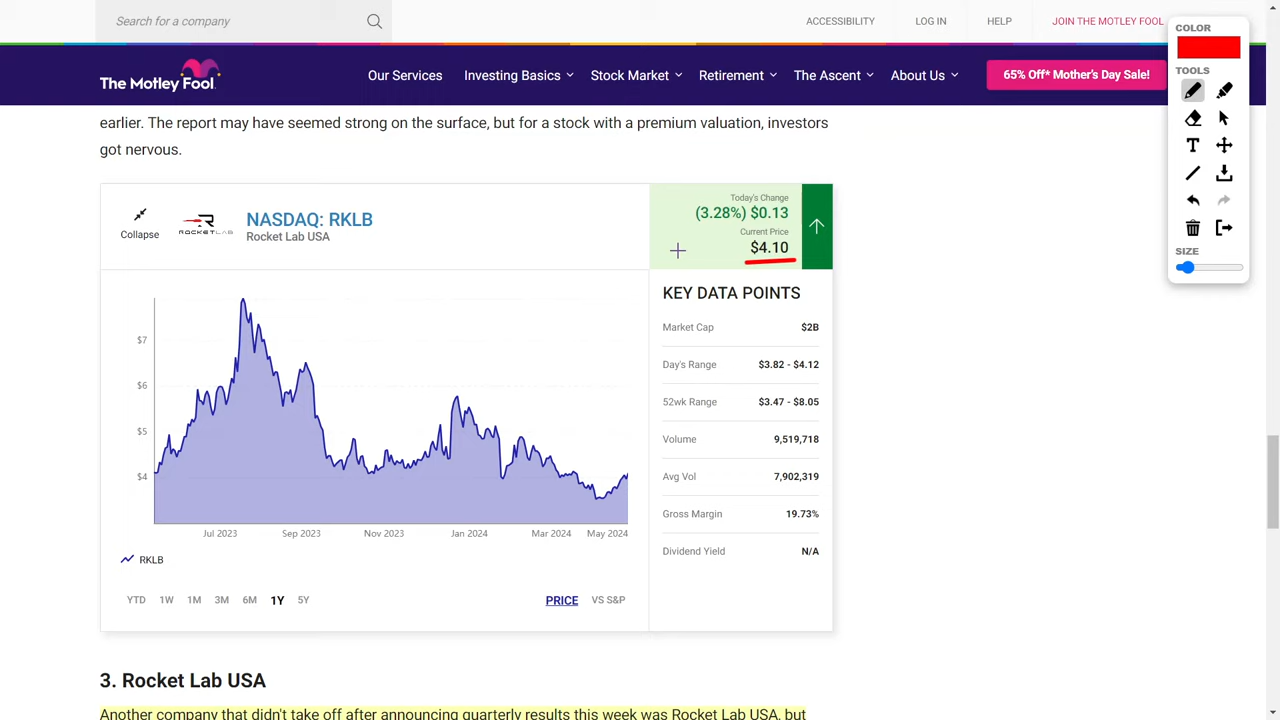 Search for a company
ACCESSIBILITY LOG IN HELP JOIN THE MOTLEY FOOL
The Motley Fool
Our Services Investing Basics Stock Market Retirement The Ascent About Us 65% Off* Mother's Day Sale!
COLOR
TOOLS
T
SIZE
earlier. The report may have seemed strong on the surface, but for a stock with a premium valuation, investors
got nervous.
Collapse
ROCKETLAB
NASDAQ: RKLB
Rocket Lab USA
Today's Change
(3.28%) $0.13
Current Price
$4.10
$7
$6
$5
$4
Jul 2023 Sep 2023 Nov 2023 Jan 2024 Mar 2024 May 2024
RKLB
YTD 1W 1M 3M 6M 1Y 5Y PRICE VS S&P
KEY DATA POINTS
Market Cap $2B
Day's Range $3.82 - $4.12
52wk Range $3.47 - $8.05
Volume 9,519,718
Avg Vol 7,902,319
Gross Margin 19.73%
Dividend Yield N/A
3. Rocket Lab USA
Another company that didn't take off after announcing quarterly results this week was Rocket Lab USA, but